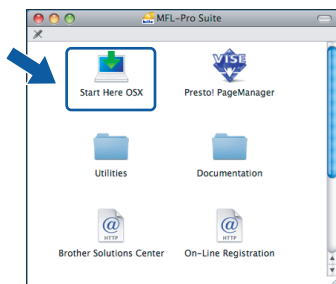 MFL-Pro Suite
VISE
Start Here OSX
Presto! PageManager
Utilities
Documentation
@
HTTP
@
HTTP
Brother Solutions Center
On-Line Registration